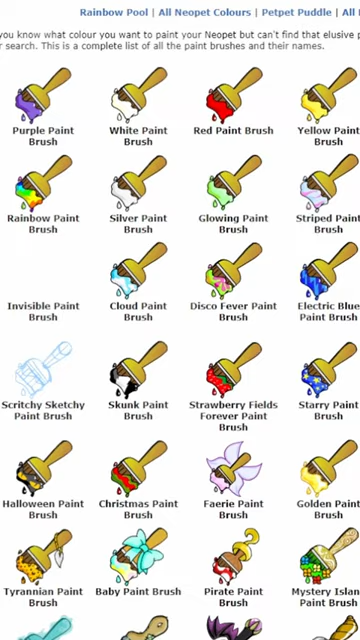 Rainbow Pool | All Neopet Colours | Petpet Puddle | All
you know what colour you want to paint your Neopet but can't find that elusive
search. This is a complete list of all the paint brushes and their names.
Purple Paint Brush
White Paint Brush
Red Paint Brush
Yellow Paint Brush
Rainbow Paint Brush
Silver Paint Brush
Glowing Paint Brush
Striped Paint Brush
Invisible Paint Brush
Cloud Paint Brush
Disco Fever Paint Brush
Electric Blue Paint Brush
Scritchy Sketchy Paint Brush
Skunk Paint Brush
Strawberry Fields Forever Paint Brush
Starry Paint Brush
Halloween Paint Brush
Christmas Paint Brush
Faerie Paint Brush
Golden Paint Brush
Tyrannian Paint Brush
Baby Paint Brush
Pirate Paint Brush
Mystery Islan Paint Brush